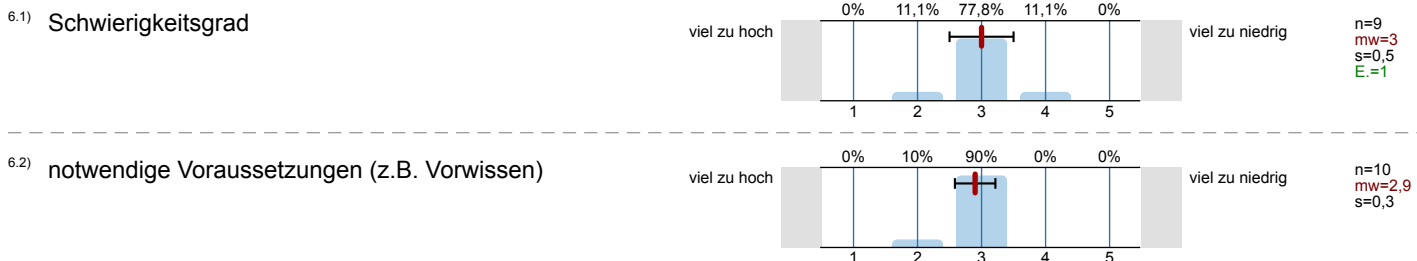 6.1) Schwierigkeitsgrad
0% 11,1% 77,8% 11,1% 0%
viel zu hoch
viel zu niedrig
1 2 3 4 5
n=9
mw=3
s=0,5
E.=1
6.2) notwendige Voraussetzungen (z.B. Vorwissen)
0% 10% 90% 0% 0%
viel zu hoch
viel zu niedrig
1 2 3 4 5
n=10
mw=2,9
s=0,3